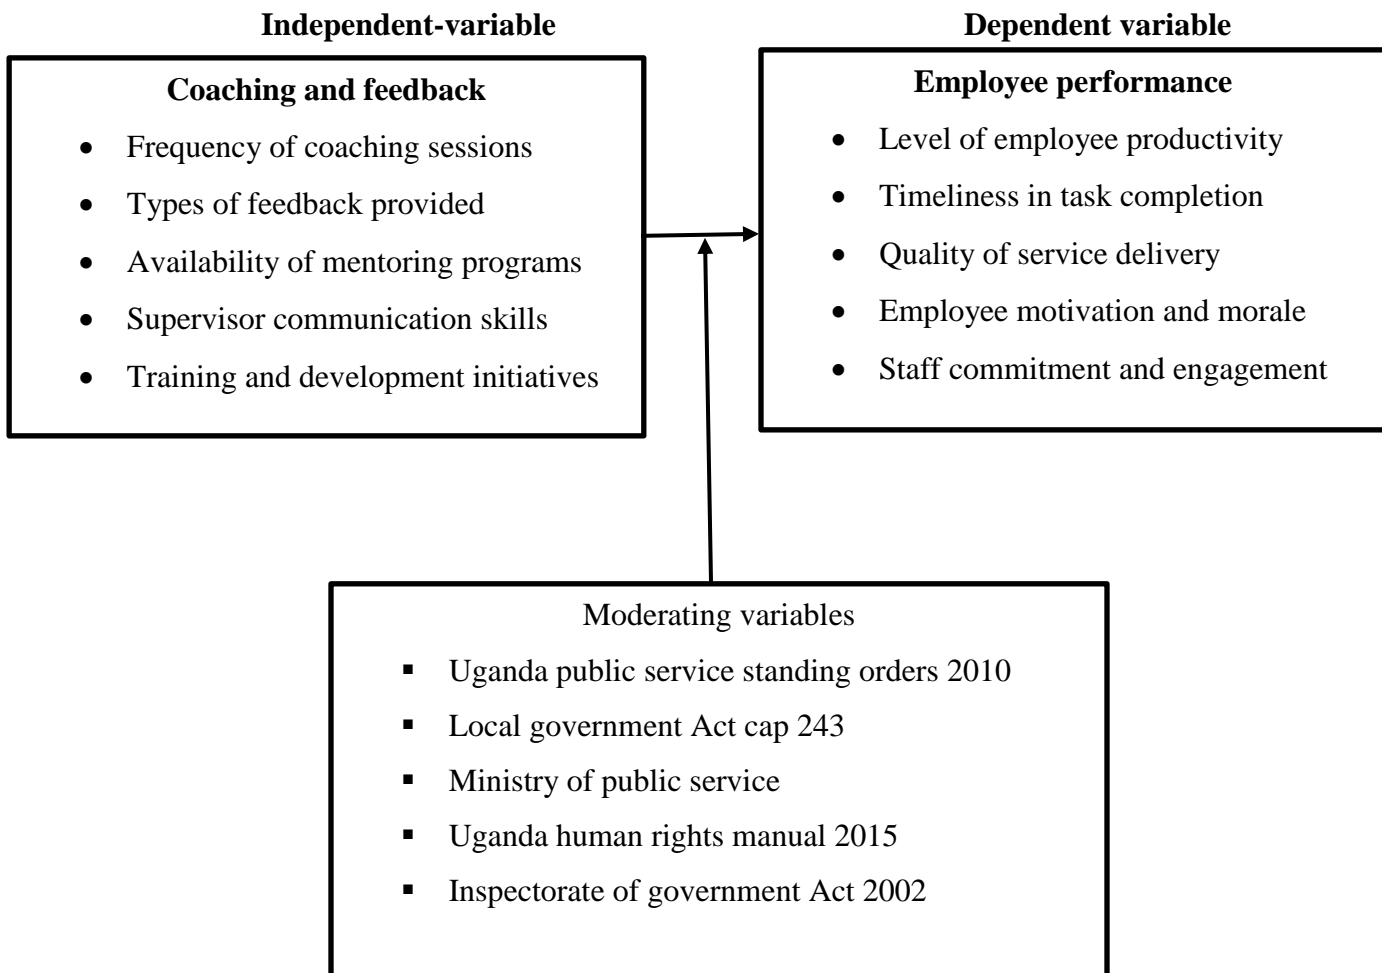 Independent-variable
Dependent variable
Coaching and feedback
• Frequency of coaching sessions
• Types of feedback provided
• Availability of mentoring programs
• Supervisor communication skills
• Training and development initiatives
Employee performance
• Level of employee productivity
• Timeliness in task completion
• Quality of service delivery
• Employee motivation and morale
• Staff commitment and engagement
Moderating variables
▪ Uganda public service standing orders 2010
▪ Local government Act cap 243
▪ Ministry of public service
▪ Uganda human rights manual 2015
▪ Inspectorate of government Act 2002